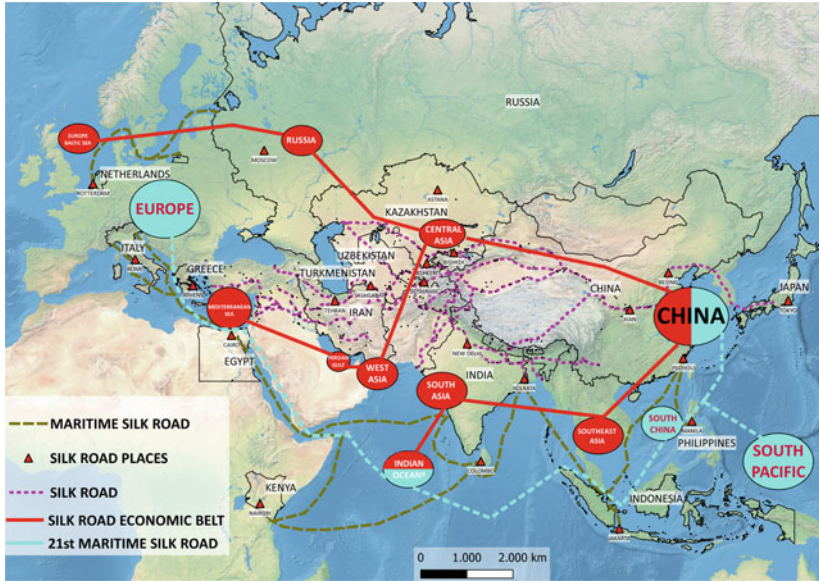 RUSSIA
EUROPE
BALTIC SEA
RUSSIA
MOSCOW
NETHERLANDS
ROTTERDAM
ASTANA
EUROPE
KAZAKHSTAN
CENTRAL
ASIA
ITALY
ROME
UZBEKISTAN
GREECE
ATHENS
TURKMENISTAN
CHINA
BEIJING
JAPAN
TOKYO
MEDITERRANEAN
SEA
TEHRAN
IRAN
XIAN
CHINA
CAIRO
EGYPT
PERSIAN
GULF
WEST
ASIA
NEW DELHI
INDIA
KOLKATA
SOUTH
ASIA
SOUTHEAST
ASIA
SOUTH
CHINA
MANILA
PHILIPPINES
SOUTH
PACIFIC
INDIAN
OCEAN
COLOMBO
KENYA
NAIROBI
INDONESIA
JAKARTA
MARITIME SILK ROAD
SILK ROAD PLACES
SILK ROAD
SILK ROAD ECONOMIC BELT
21st MARITIME SILK ROAD
0 1.000 2.000 km